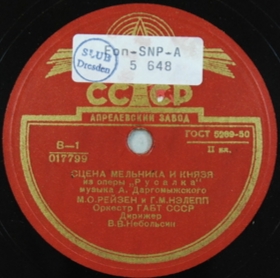 SLUB
Dresden
Fon-SNP-A
5 648
СССР
АПРЕЛЕВСКИЙ ЗАВОД
В-1
017799
ГОСТ 5289-50
II кл.
СЦЕНА МЕЛЬНИКА И КНЯЗЯ
из оперы „Русалка"
музыка А. Даргомыжского
М.О.РЕЙЗЕН и Г.М.НЭЛЕПП
Оркестр ГАБТ СССР
Дирижер
В.В.Небольсин